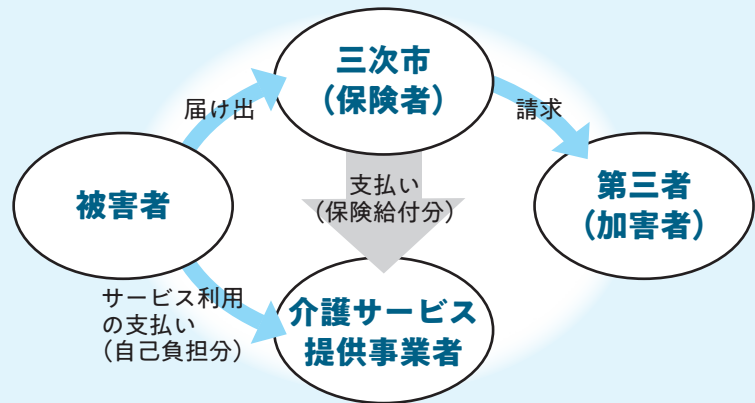 三次市
（保険者）
届け出
請求
被害者
支払い
（保険給付分）
第三者
（加害者）
サービス利用
の支払い
（自己負担分）
介護サービス
提供事業者